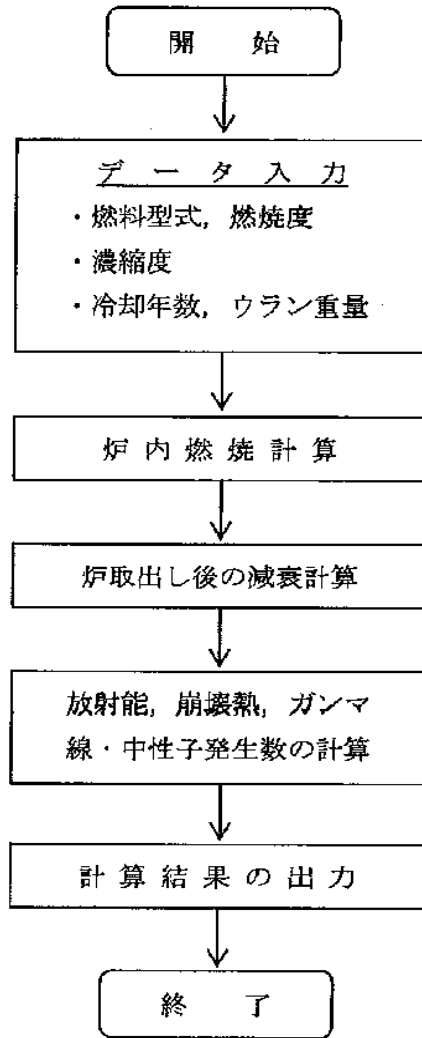 開始
データ入力
・燃料型式，燃焼度
・濃縮度
・冷却年数，ウラン重量
炉内燃焼計算
炉取出し後の減衰計算
放射能，崩壊熱，ガンマ
線・中性子発生数の計算
計算結果の出力
終了